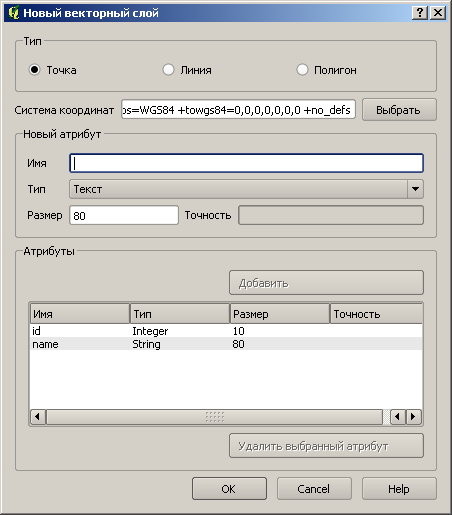 Новый векторный слой
Тип
Точка Линия Полигон
Система координат os=WGS84 +towgs84=0,0,0,0,0,0,0 +no_defs Выбрать
Новый атрибут
Имя
Тип Текст
Размер 80 Точность
Атрибуты
Добавить
Имя Тип Размер Точность
id Integer 10
name String 80
Удалить выбранный атрибут
OK Cancel Help